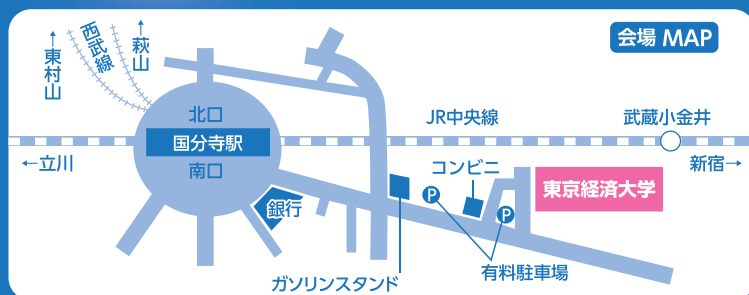 会場 MAP
←東村山
西武線
←萩山
北口
国分寺駅
南口
JR中央線
武蔵小金井
←立川
新宿→
コンビニ
東京経済大学
P
P
銀行
有料駐車場
ガソリンスタンド